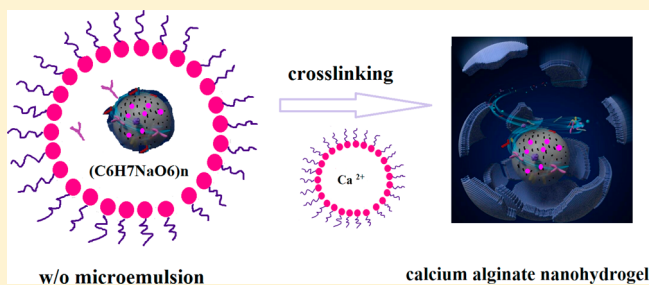 crosslinking
(C6H7NaO6)n
Ca 2+
w/o microemulsion
calcium alginate nanohydrogel